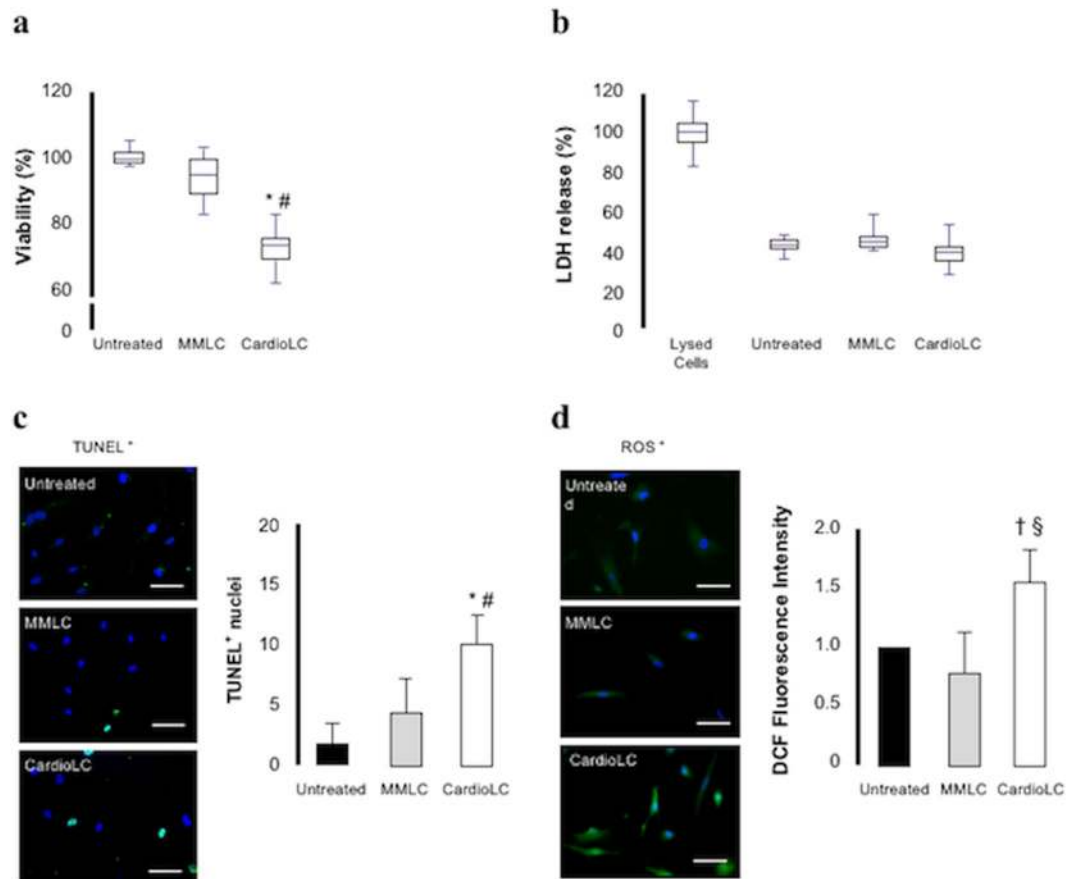 a
120
100
80
60
0
Viability (%)
* #
Untreated MMLC CardioLC
b
120
100
80
60
40
20
0
LDH release (%)
Lysed Cells
Untreated MMLC CardioLC
c
TUNEL +
Untreated
MMLC
CardioLC
20
15
10
5
0
TUNEL+ nuclei
* #
Untreated MMLC CardioLC
d
ROS +
Untreate
d
MMLC
CardioLC
2.0
1.5
1.0
0.5
0
DCF Fluorescence Intensity
† §
Untreated MMLC CardioLC